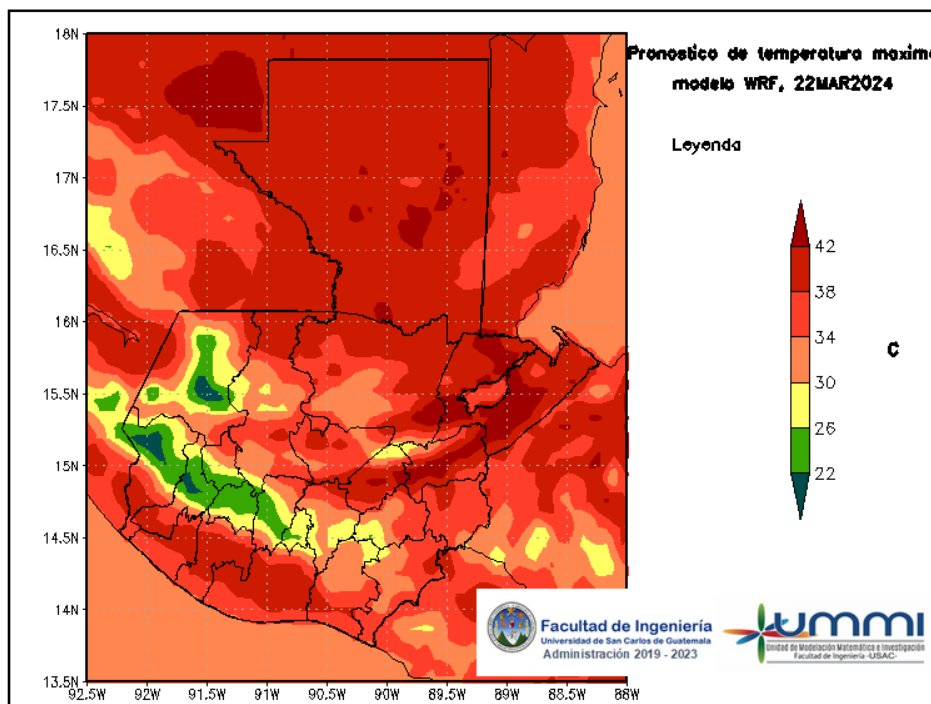 Pronostico de temperatura maxima
modelo WRF, 22MAR2024
Leyenda
18N
17.5N
17N
16.5N
16N
15.5N
15N
14.5N
14N
13.5N
92.5W 92W 91.5W 91W 90.5W 90W 89.5W 89W 88.5W 88W
42
38
34
30
26
22
C
Facultad de Ingeniería
Universidad de San Carlos de Guatemala
Administración 2019 - 2023
UMMI
Unidad de Modelación Matemática e Investigación
Facultad de Ingeniería -USAC-